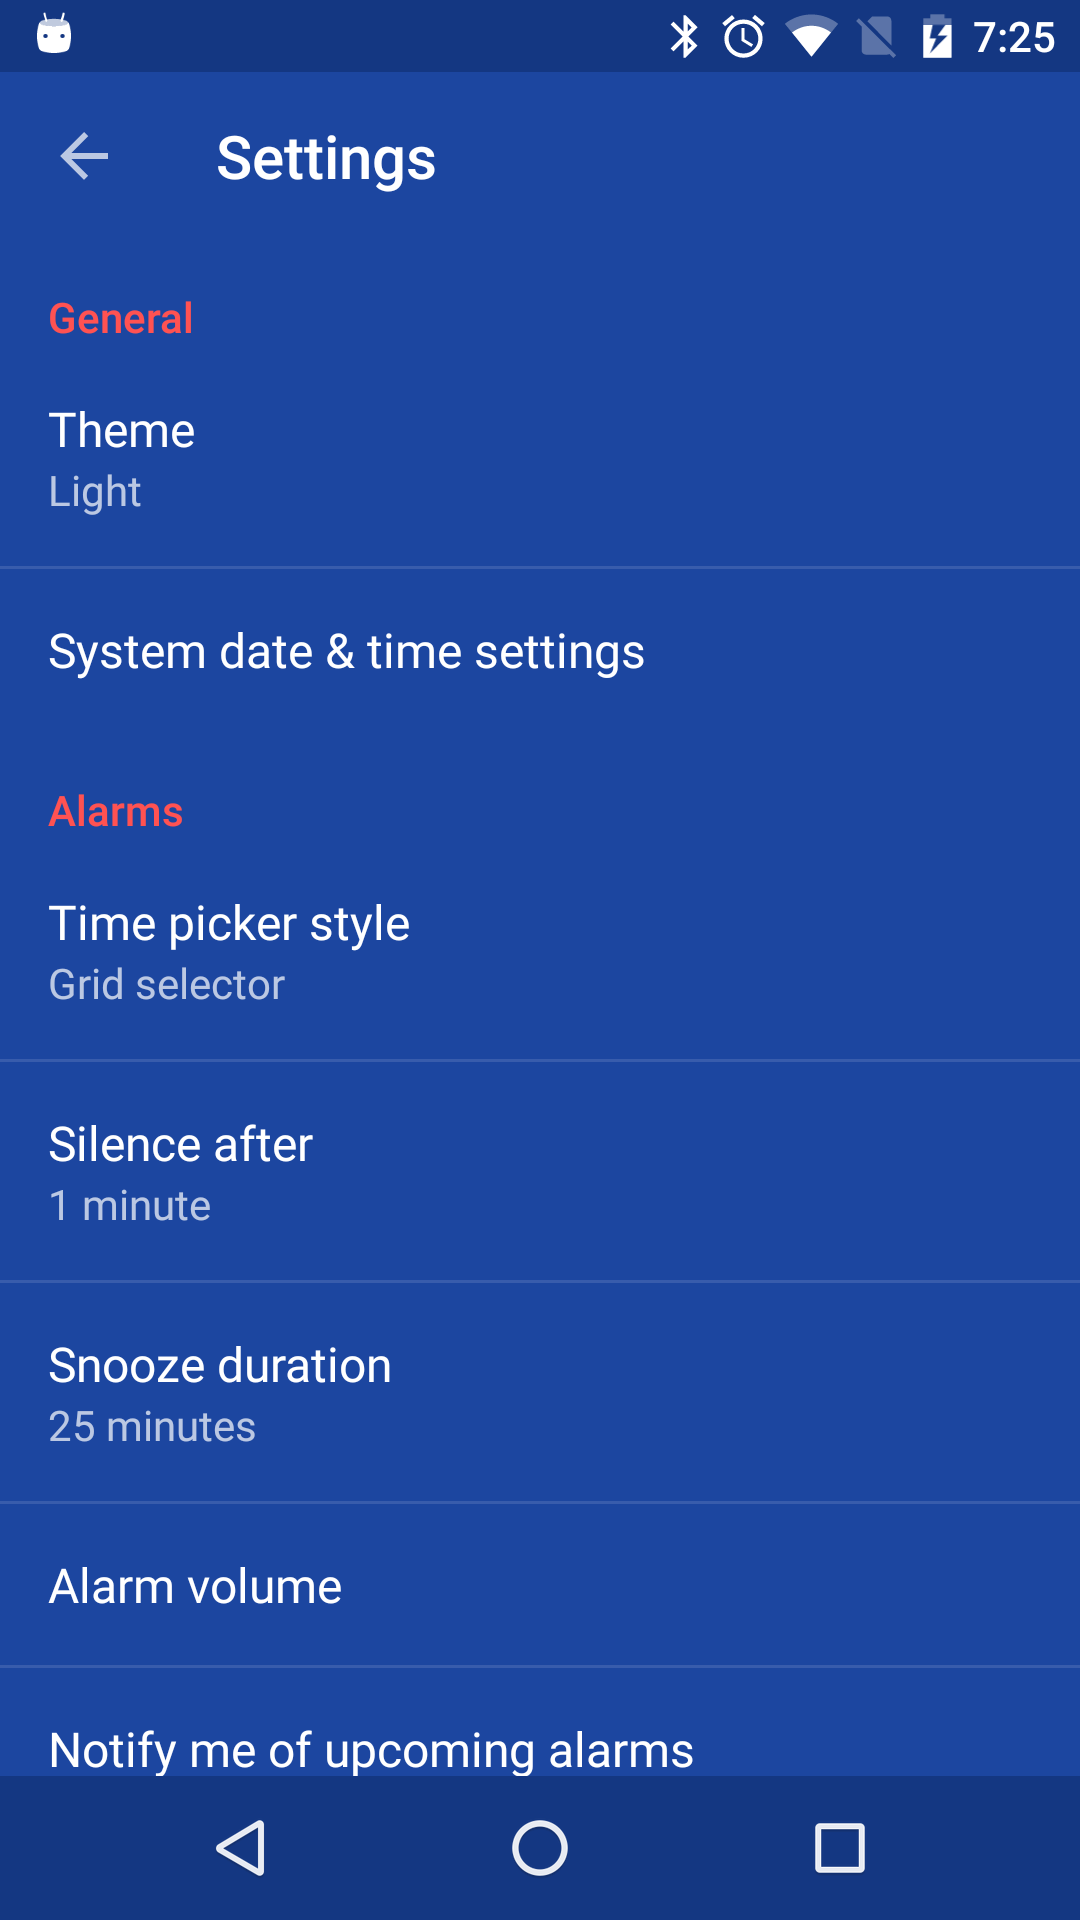 7:25
Settings
General
Theme
Light
System date & time settings
Alarms
Time picker style
Grid selector
Silence after
1 minute
Snooze duration
25 minutes
Alarm volume
Notify me of upcoming alarms